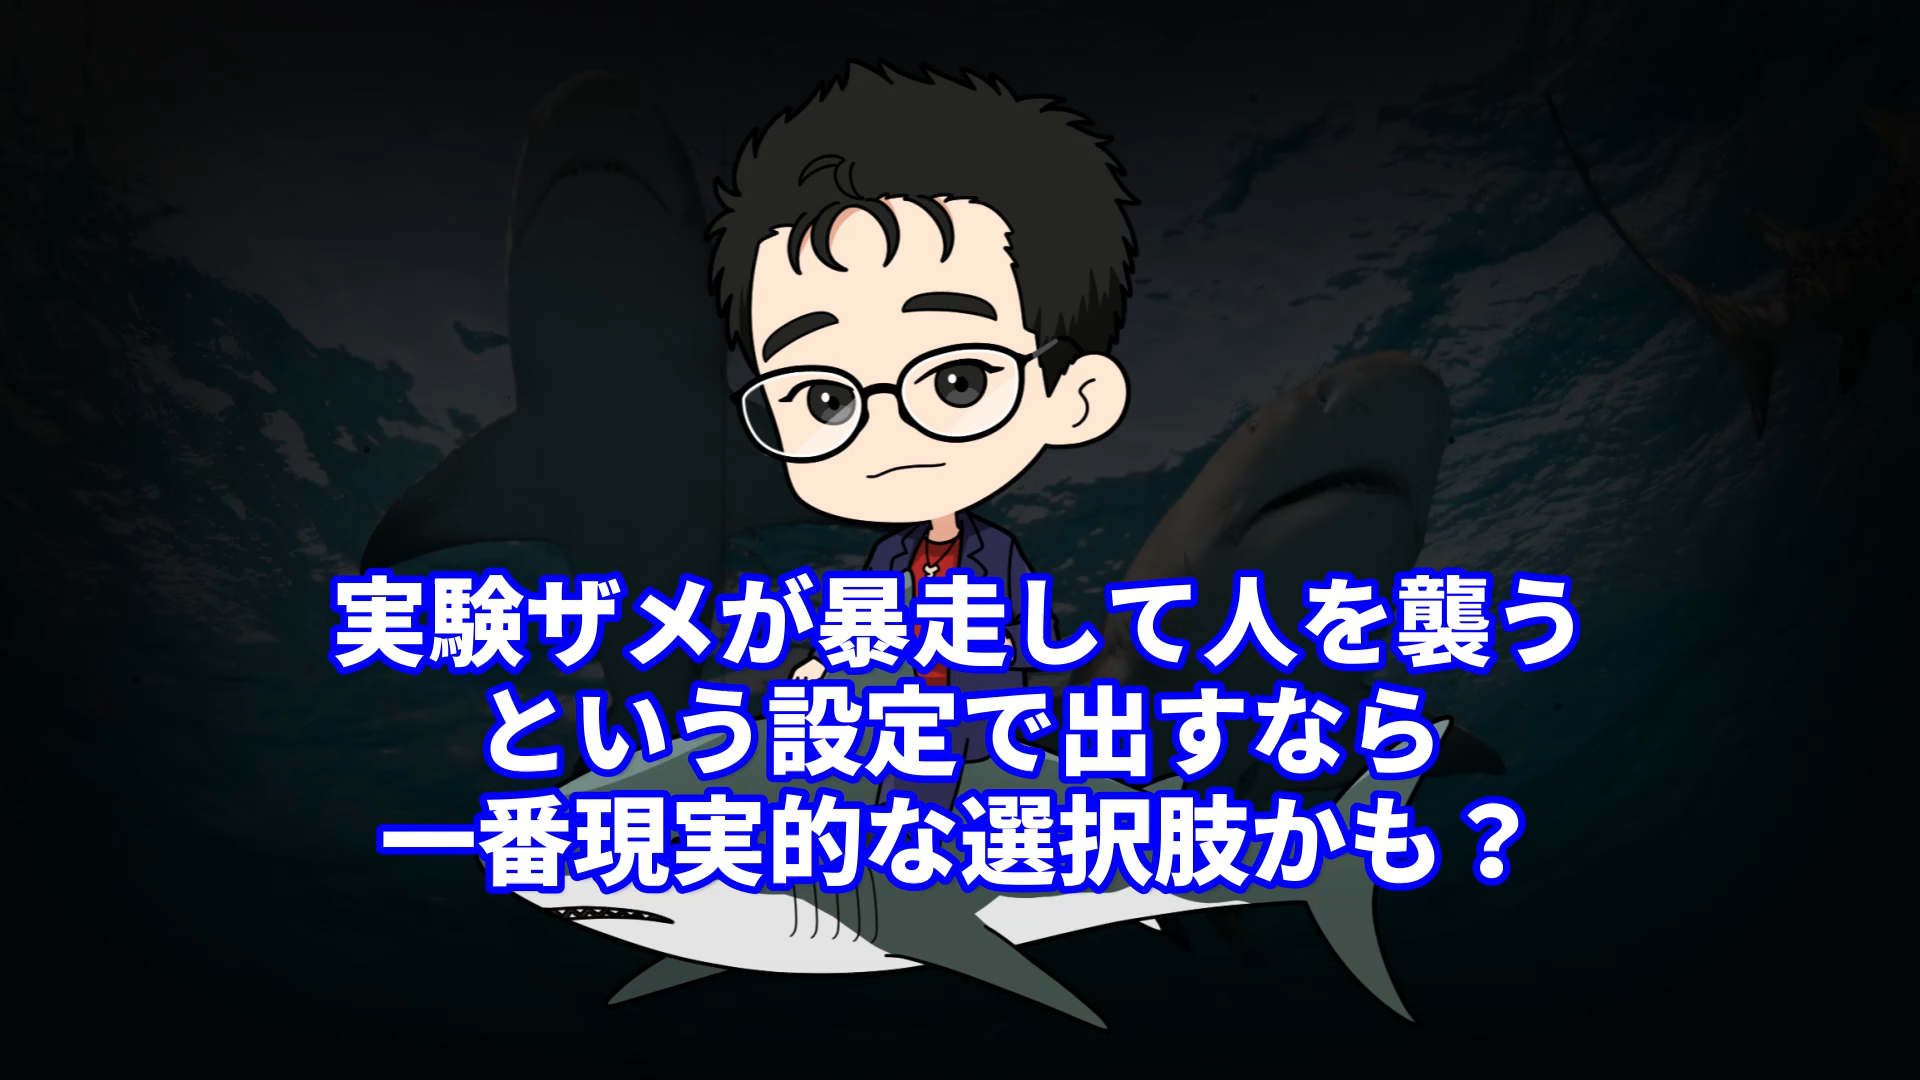 実験ザメが暴走して人を襲う
という設定で出すなら
一番現実的な選択肢かも？